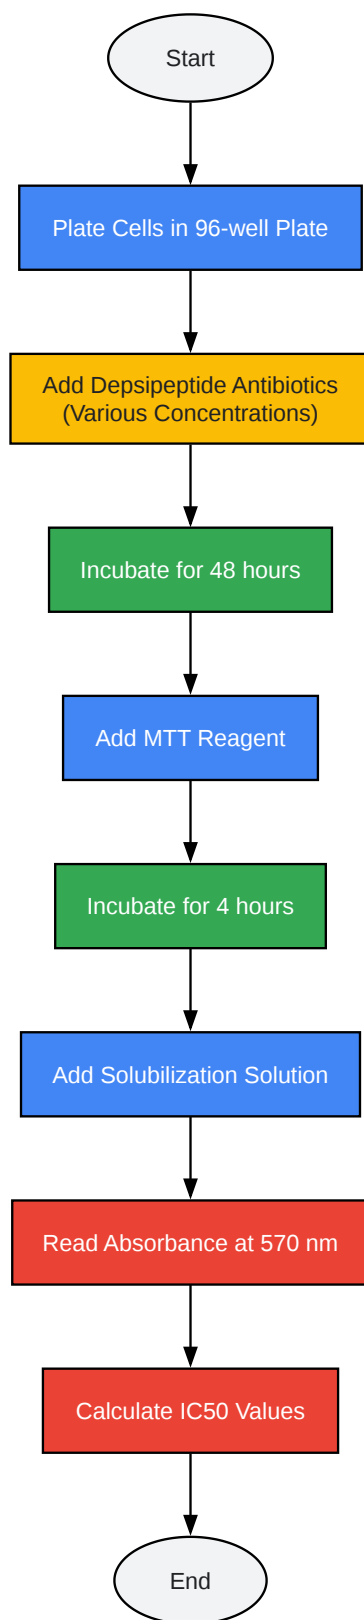 Start
Plate Cells in 96-well Plate
Add Depsipeptide Antibiotics
(Various Concentrations)
Incubate for 48 hours
Add MTT Reagent
Incubate for 4 hours
Add Solubilization Solution
Read Absorbance at 570 nm
Calculate IC50 Values
End